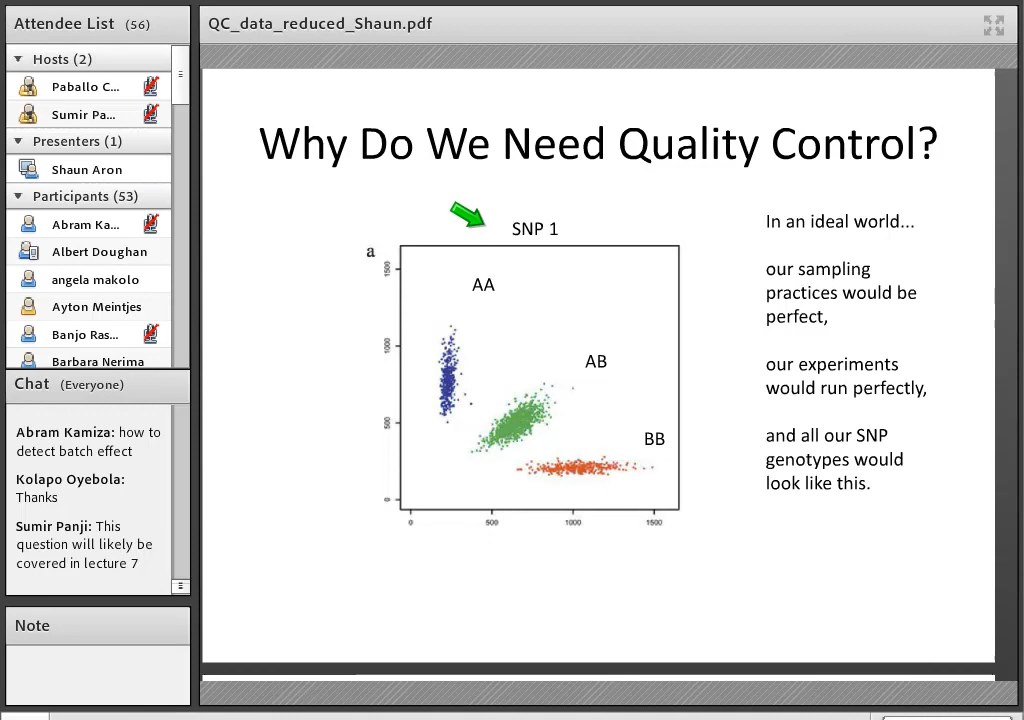 Attendee List (56)
Hosts (2)
Paballo C...
Sumir Pa...
Presenters (1)
Shaun Aron
Participants (53)
Abram Ka...
Albert Doughan
angela makolo
Ayton Meintjes
Banjo Ras...
Barbara Nerima
Chat (Everyone)
Abram Kamiza: how to
detect batch effect
Kolapo Oyebola:
Thanks
Sumir Panji: This
question will likely be
covered in lecture 7
Note
QC_data_reduced_Shaun.pdf
Why Do We Need Quality Control?
SNP 1
a
AA
AB
BB
1500
1000
500
0
0 500 1000 1500
In an ideal world...
our sampling
practices would be
perfect,
our experiments
would run perfectly,
and all our SNP
genotypes would
look like this.